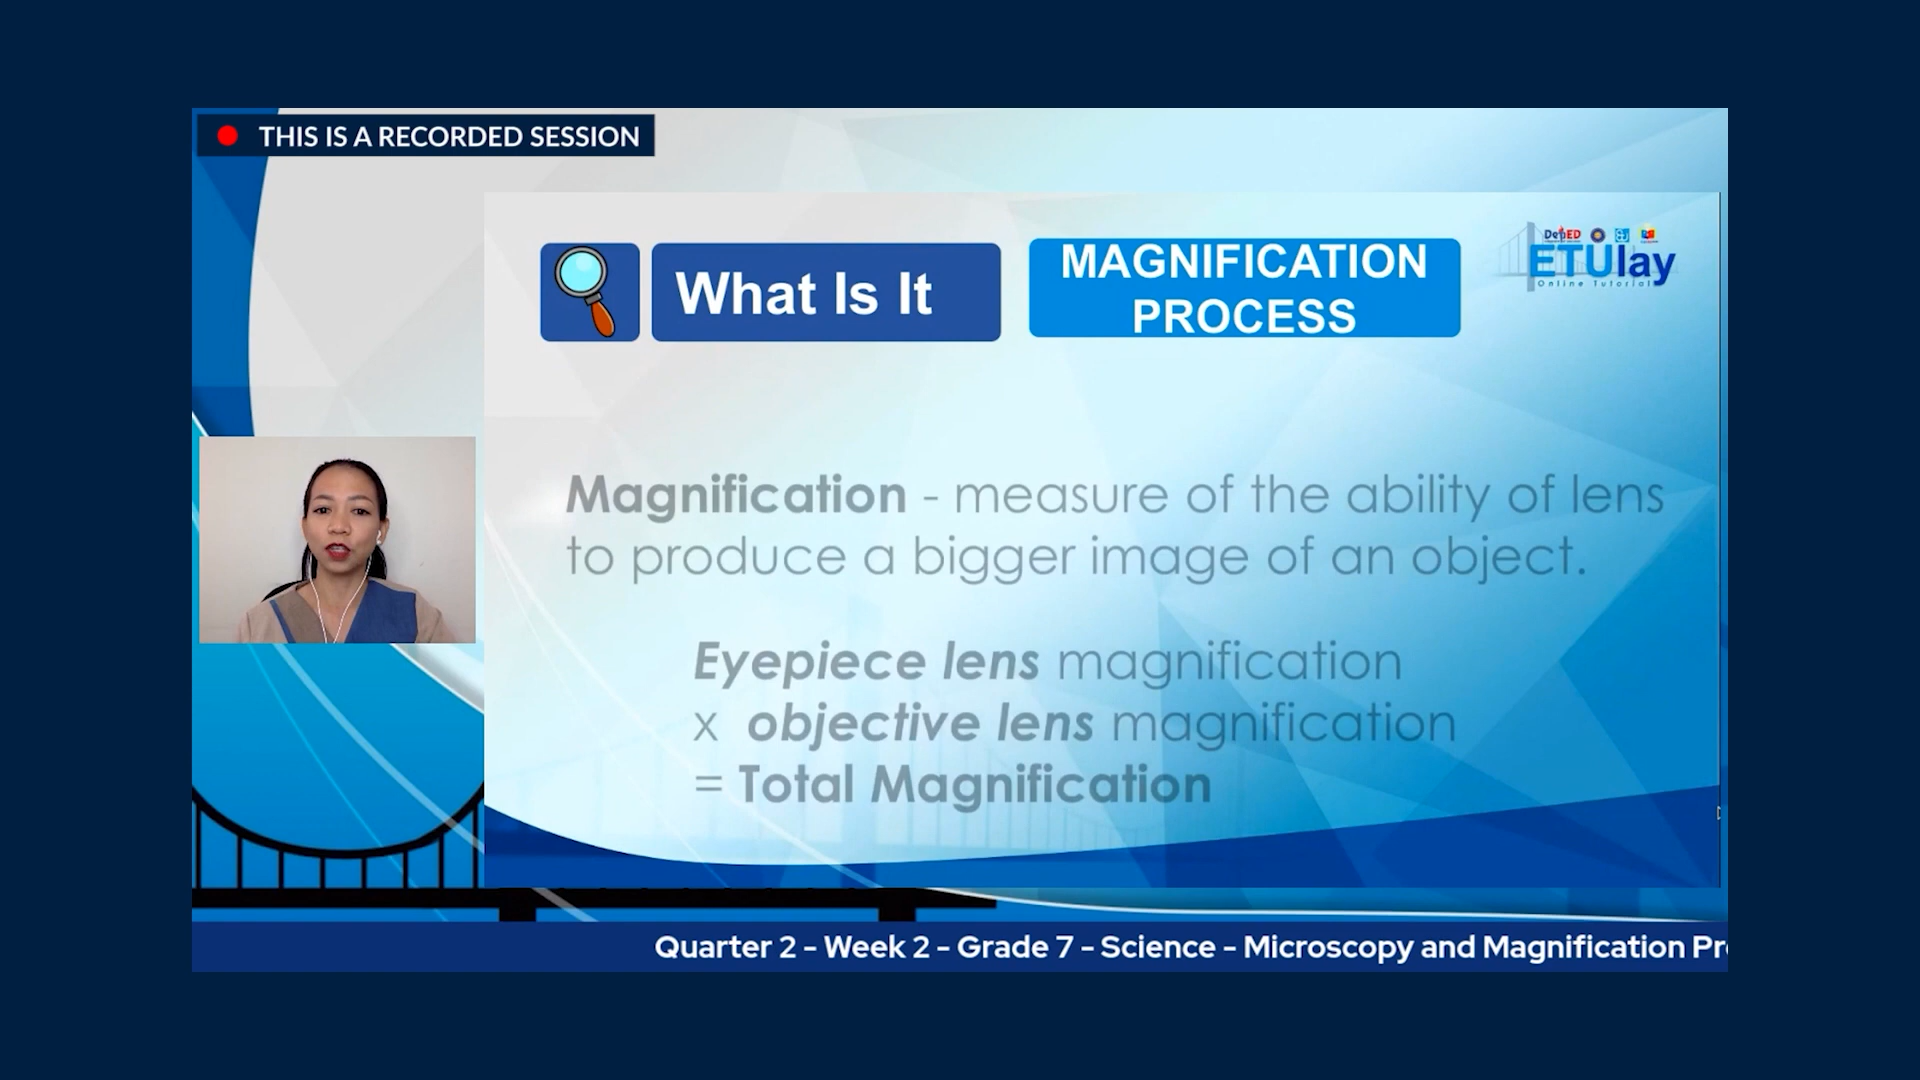 THIS IS A RECORDED SESSION
What Is It
MAGNIFICATION
PROCESS
DepED
ETUlay
Online Tutorial
Magnification - measure of the ability of lens
to produce a bigger image of an object.
Eyepiece lens magnification
x objective lens magnification
= Total Magnification
Quarter 2 - Week 2 - Grade 7 - Science - Microscopy and Magnification Pr